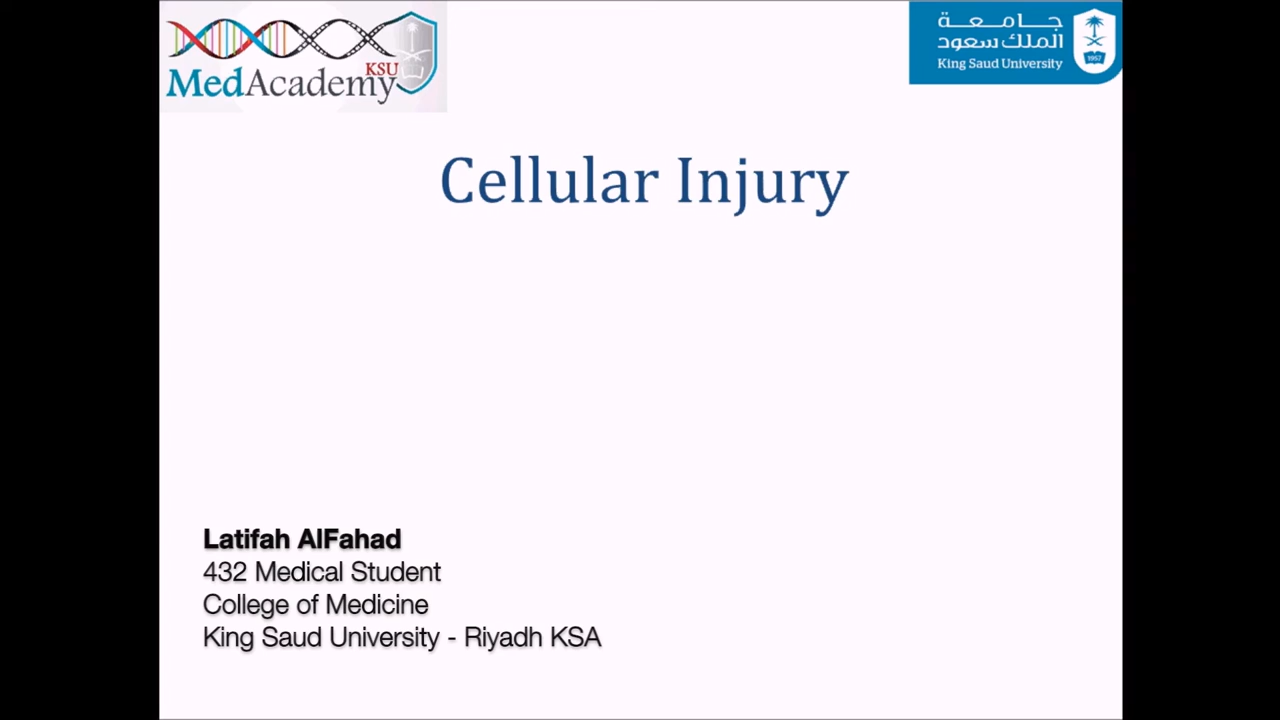 KSU
MedAcademy
جامعة
الملك سعود
King Saud University
1957
Cellular Injury
Latifah AlFahad
432 Medical Student
College of Medicine
King Saud University - Riyadh KSA